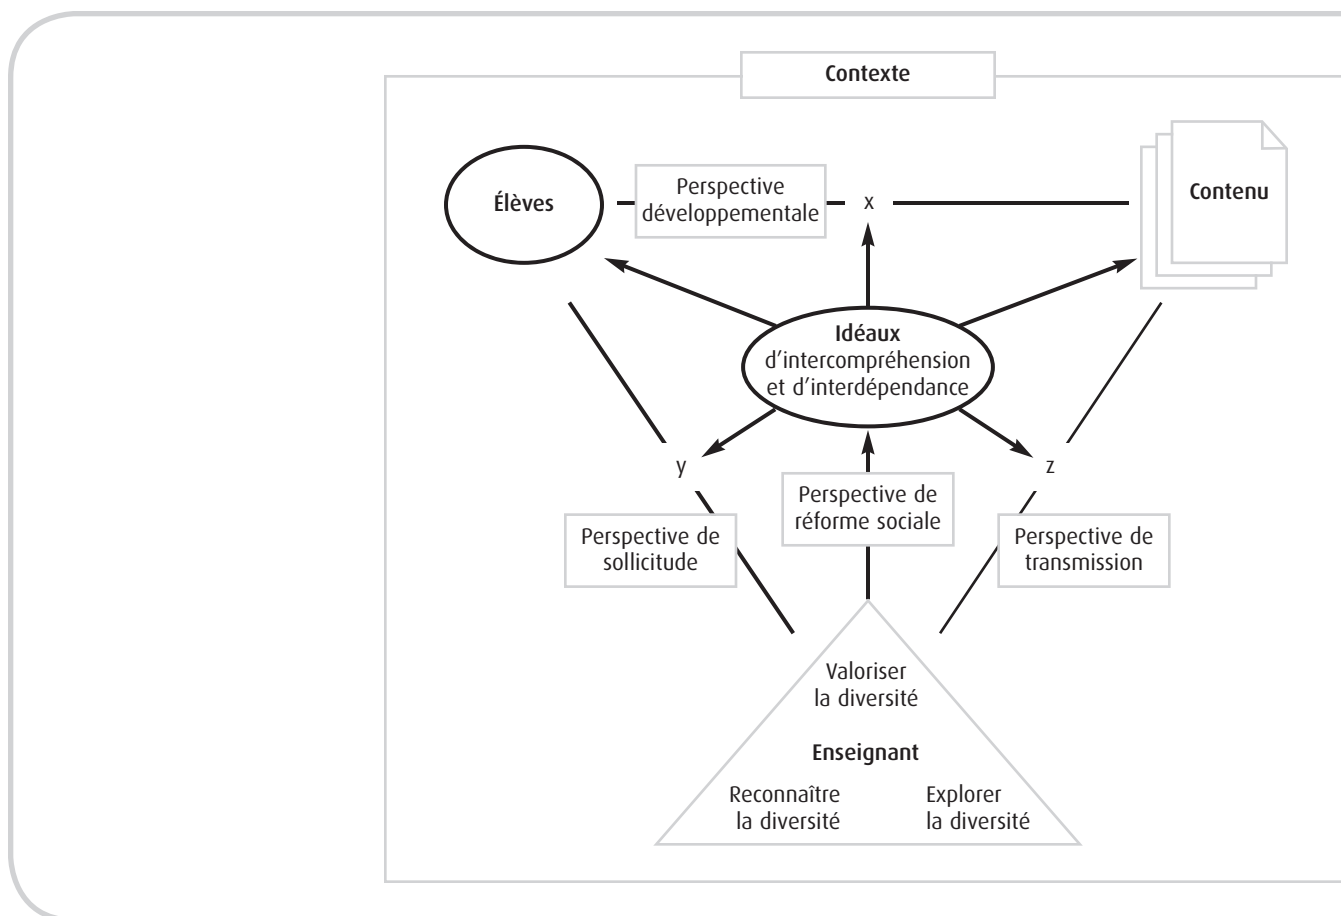 Contexte
Élèves
Perspective
développementale
x
Contenu
Idéaux
d'intercompréhension
et d'interdépendance
y
z
Perspective de
réforme sociale
Perspective de
sollicitude
Perspective de
transmission
Valoriser
la diversité
Enseignant
Reconnaître
la diversité
Explorer
la diversité